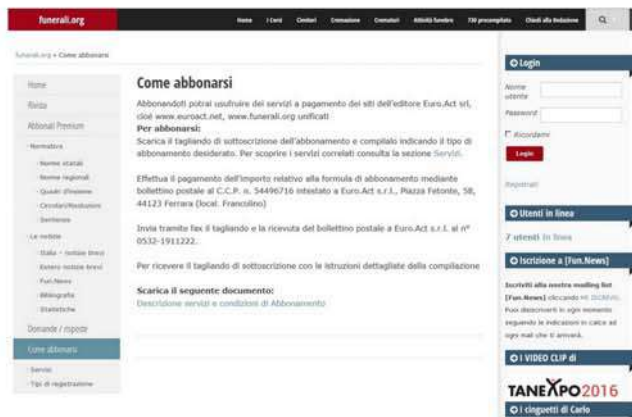 funerali.org
Home
I Corsi
Cimiteri
Cremazione
Crematori
Attività funebre
730 precompilato
Chiedi alla Redazione
funerali.org » Come abbonarsi
Home
Rivista
Abbonati Premium
Normativa
Norme statali
Norme regionali
Quadri d'insieme
Circolari/Risoluzioni
Sentenze
Le notizie
Italia - notizie brevi
Estero notizie brevi
Fun.News
Bibliografia
Statistiche
Domande / risposte
Come abbonarsi
Servizi
Tipi di registrazione
Come abbonarsi
Abbonandoti potrai usufruire dei servizi a pagamento dei siti dell'editore Euro.Act srl,
cioè www.euroact.net, www.funerali.org unificati
Per abbonarsi:
Scarica il tagliando di sottoscrizione dell'abbonamento e compilalo indicando il tipo di
abbonamento desiderato. Per scoprire i servizi correlati consulta la sezione Servizi.
Effettua il pagamento dell'importo relativo alla formula di abbonamento mediante
bollettino postale al C.C.P. n. 54496716 intestato a Euro.Act s.r.l., Piazza Fetonte, 58,
44123 Ferrara (local. Francolino)
Invia tramite fax il tagliando e la ricevuta del bollettino postale a Euro.Act s.r.l. al n°
0532-1911222.
Per ricevere il tagliando di sottoscrizione con le istruzioni dettagliate della compilazione
Scarica il seguente documento:
Descrizione servizi e condizioni di Abbonamento
Login
Nome
utente
Password
Ricordami
Login
Registrati
Utenti in linea
7 utenti in linea
Iscrizione a [Fun.News]
Iscriviti alla nostra mailing list
[Fun.News] cliccando MI ISCRIVO.
Puoi disiscriverti in ogni momento
seguendo le indicazioni in calce ad
ogni mail che ti arriverà.
I VIDEO CLIP di
TANEXPO2016
I cinguetti di Carlo